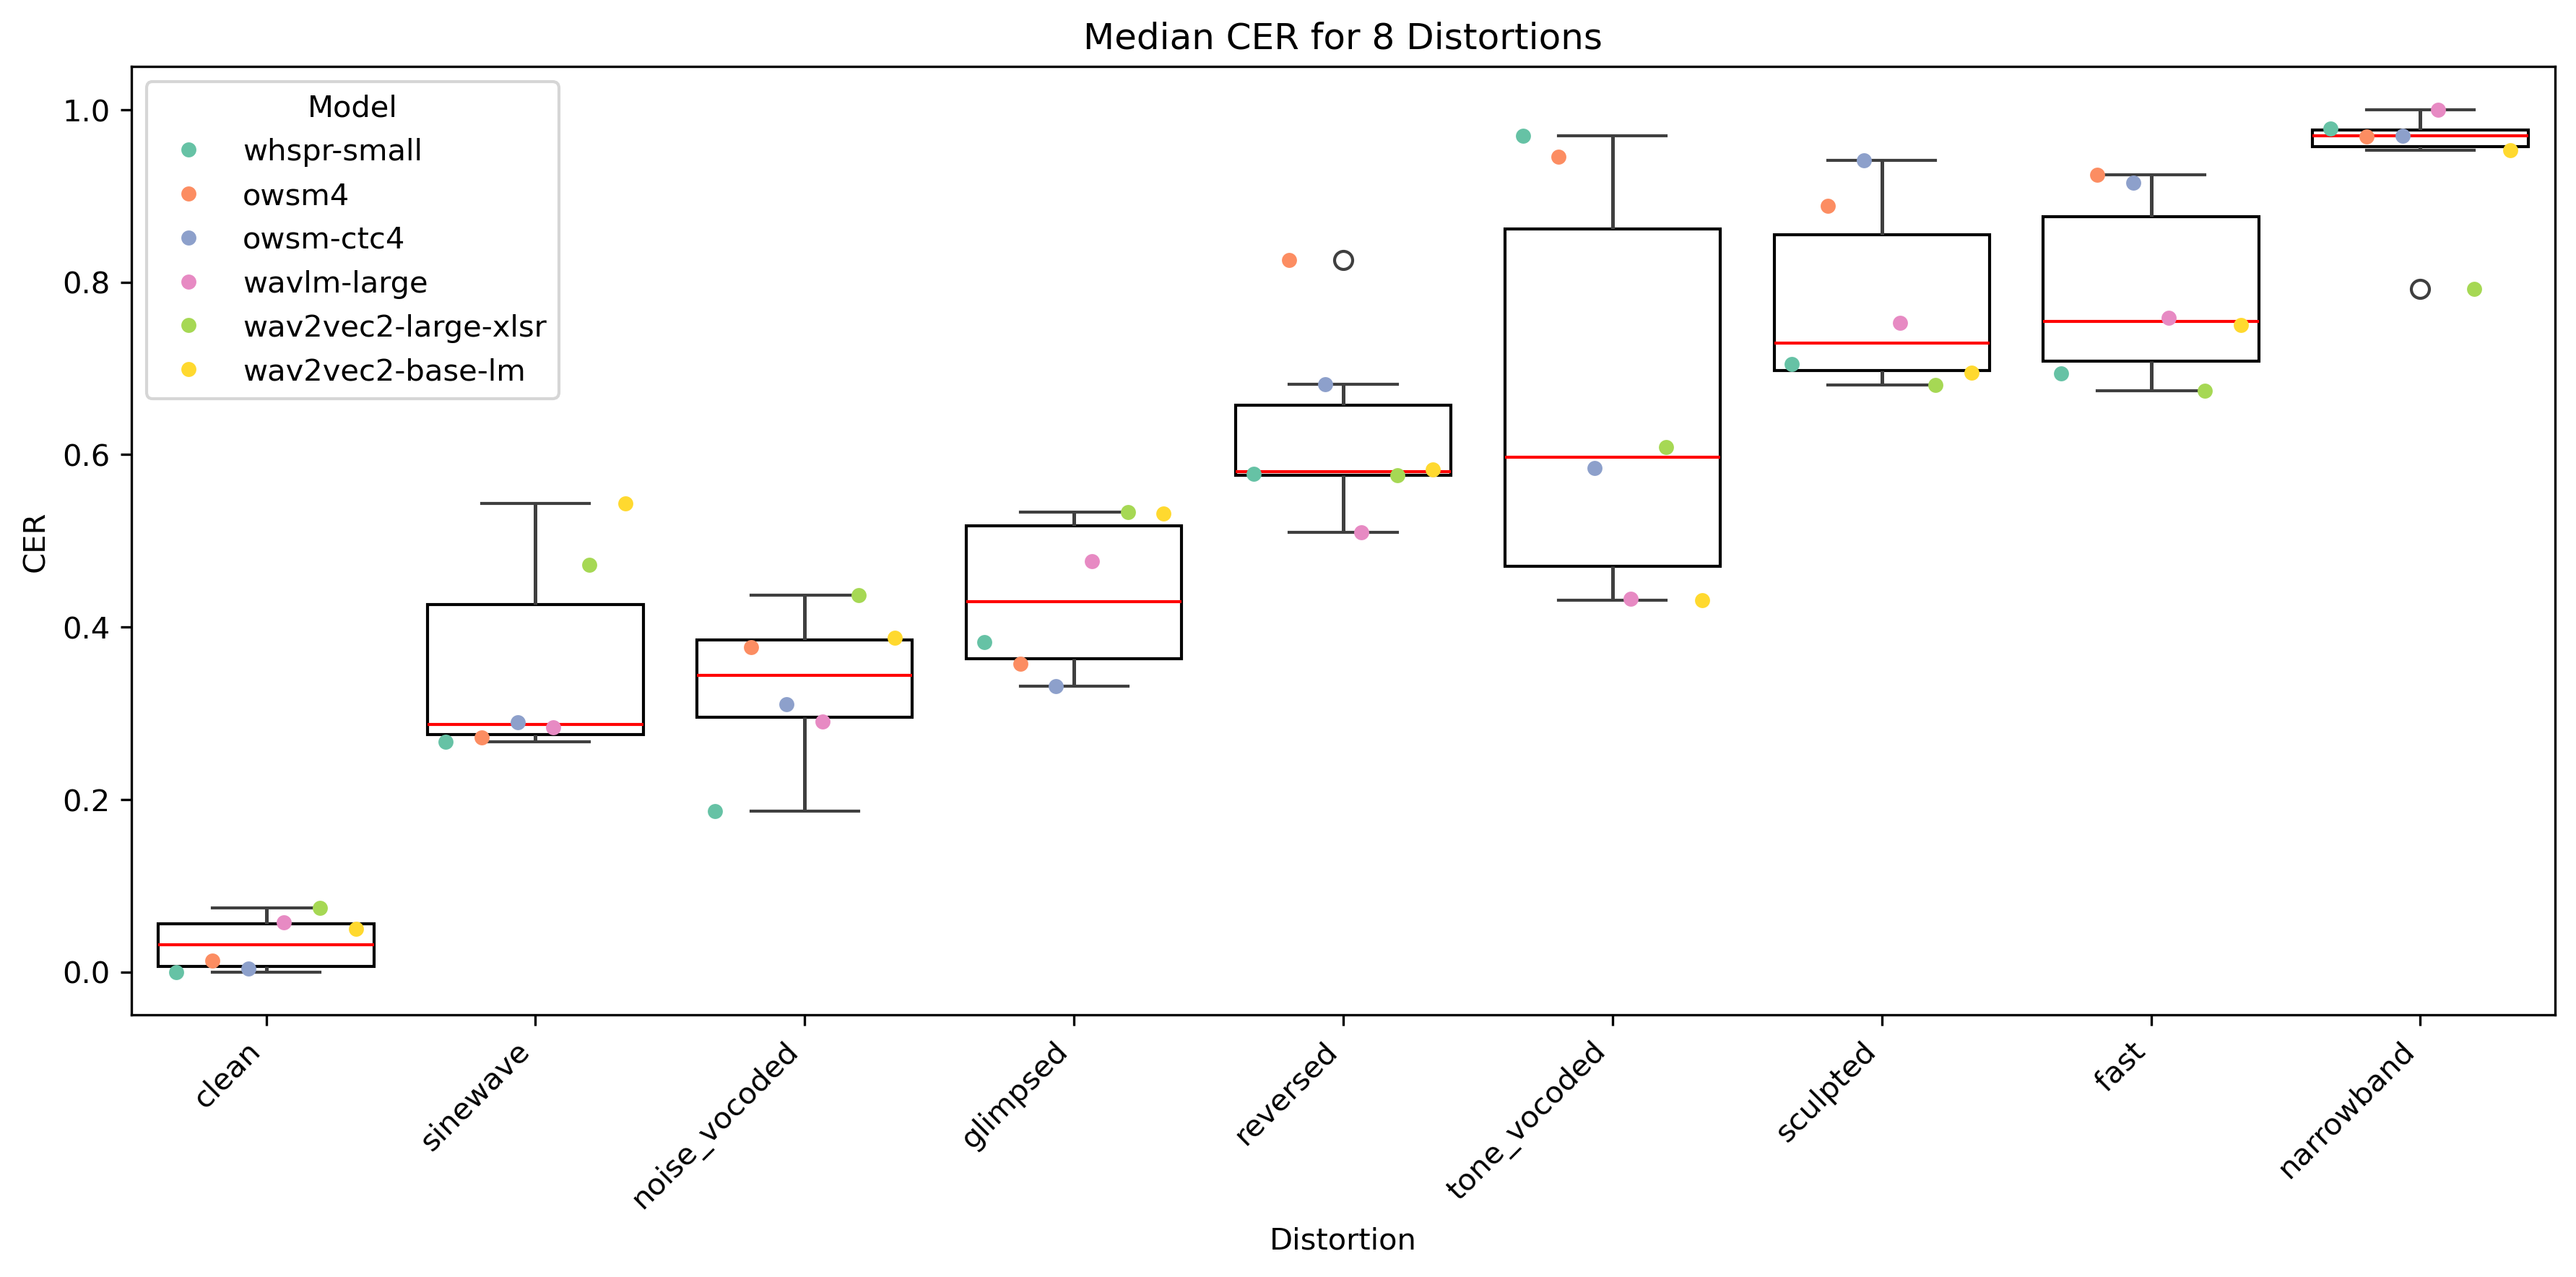 Median CER for 8 Distortions
Model
whspr-small
owsm4
owsm-ctc4
wavlm-large
wav2vec2-large-xlsr
wav2vec2-base-lm
CER
1.0
0.8
0.6
0.4
0.2
0.0
clean
sinewave
noise_vocoded
glimpsed
reversed
tone_vocoded
sculpted
fast
narrowband
Distortion